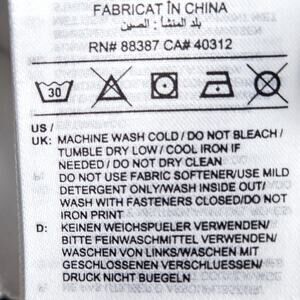 FABRICAT ÎN CHINA
بلد المنشأ: الصين
RN# 88387 CA# 40312
30
US /
UK: MACHINE WASH COLD / DO NOT BLEACH /
TUMBLE DRY LOW / COOL IRON IF
NEEDED / DO NOT DRY CLEAN
DO NOT USE FABRIC SOFTENER/USE MILD
DETERGENT ONLY/WASH INSIDE OUT/
WASH WITH FASTENERS CLOSED/DO NOT
IRON PRINT
D: KEINEN WEICHSPUELER VERWENDEN/
BITTE FEINWASCHMITTEL VERWENDEN/
WASCHEN VON LINKS/WASCHEN MIT
GESCHLOSSENEN VERSCHLUESSEN/
DRUCK NICHT BUEGELN.